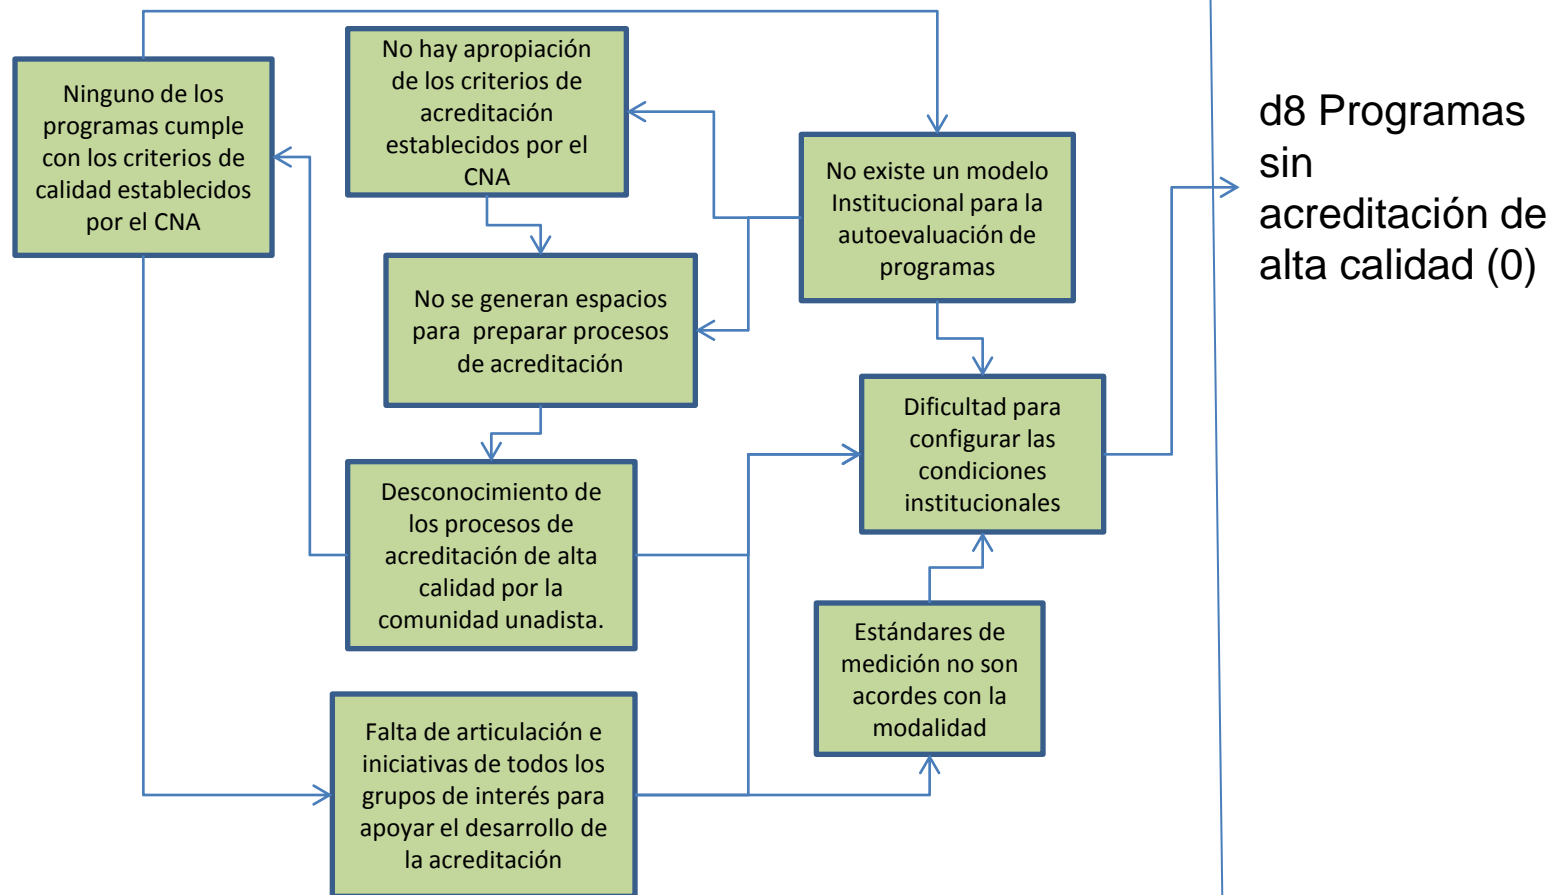 Ninguno de los
programas cumple
con los criterios de
calidad establecidos
por el CNA
No hay apropiación
de los criterios de
acreditación
establecidos por el
CNA
No existe un modelo
Institucional para la
autoevaluación de
programas
d8 Programas
sin
acreditación de
alta calidad (0)
No se generan espacios
para preparar procesos
de acreditación
Dificultad para
configurar las
condiciones
institucionales
Desconocimiento de
los procesos de
acreditación de alta
calidad por la
comunidad unadista.
Estándares de
medición no son
acordes con la
modalidad
Falta de articulación e
iniciativas de todos los
grupos de interés para
apoyar el desarrollo de
la acreditación